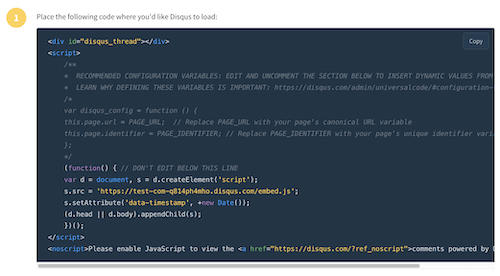 1
Place the following code where you'd like Disqus to load:
Copy
<div id="disqus_thread"></div>
<script>
/**
* RECOMMENDED CONFIGURATION VARIABLES: EDIT AND UNCOMMENT THE SECTION BELOW TO INSERT DYNAMIC VALUES FROM
* LEARN WHY DEFINING THESE VARIABLES IS IMPORTANT: https://disqus.com/admin/universalcode/#configuration-
/*
var disqus_config = function () {
this.page.url = PAGE_URL; // Replace PAGE_URL with your page's canonical URL variable
this.page.identifier = PAGE_IDENTIFIER; // Replace PAGE_IDENTIFIER with your page's unique identifier vari
};
*/
(function() { // DON'T EDIT BELOW THIS LINE
var d = document, s = d.createElement('script');
s.src = 'https://test-com-q814ph4mho.disqus.com/embed.js';
s.setAttribute('data-timestamp', +new Date());
(d.head || d.body).appendChild(s);
})();
</script>
<noscript>Please enable JavaScript to view the <a href="https://disqus.com/?ref_noscript">comments powered by